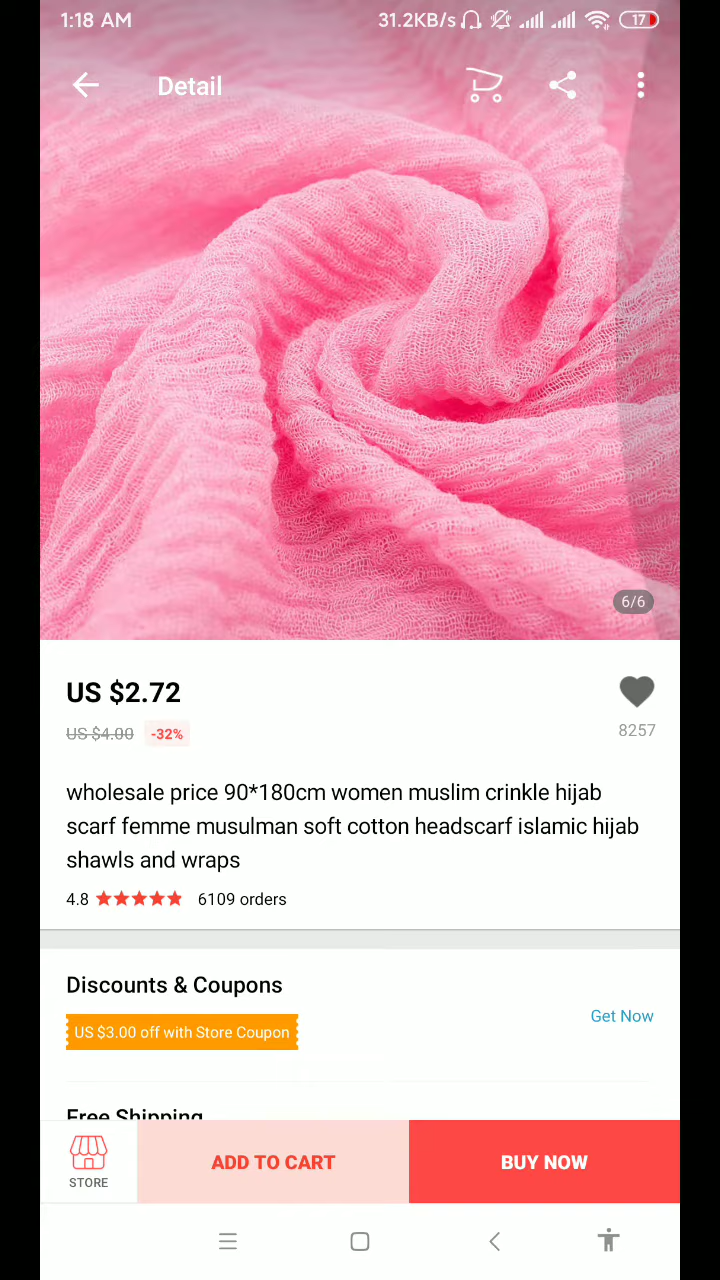 1:18 AM 31.2KB/s 17
Detail
6/6
US $2.72
US $4.00 -32% 8257
wholesale price 90*180cm women muslim crinkle hijab
scarf femme musulman soft cotton headscarf islamic hijab
shawls and wraps
4.8 6109 orders
Discounts & Coupons
US $3.00 off with Store Coupon Get Now
Free Shipping
STORE ADD TO CART BUY NOW